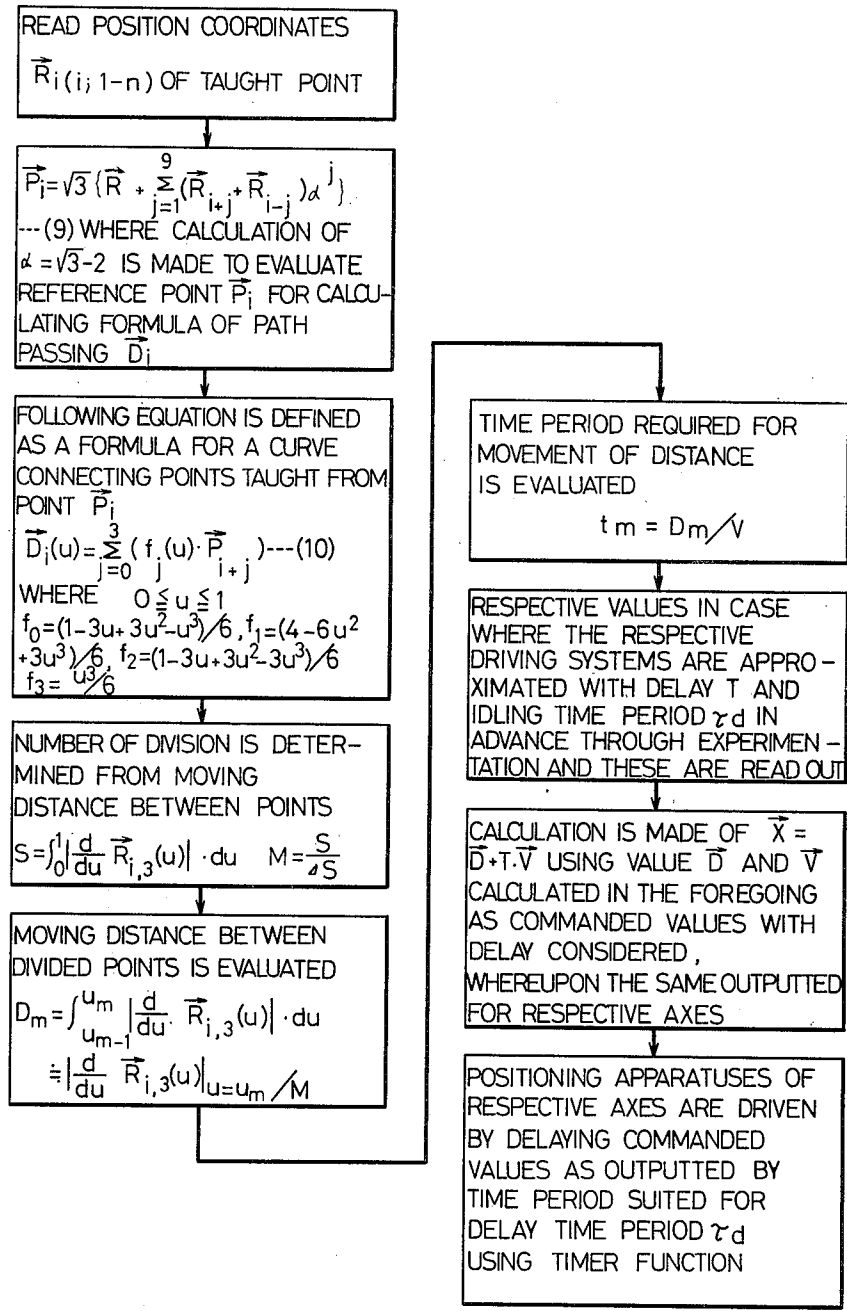 READ POSITION COORDINATES
R⃗i(i; 1-n) OF TAUGHT POINT
P⃗i=√3{R⃗ + Σ_{j=1}^{9}(R⃗_{i+j}+R⃗_{i-j})α^j}
---(9) WHERE CALCULATION OF
α=√3-2 IS MADE TO EVALUATE
REFERENCE POINT P⃗i FOR CALCU-
LATING FORMULA OF PATH
PASSING D⃗i
FOLLOWING EQUATION IS DEFINED
AS A FORMULA FOR A CURVE
CONNECTING POINTS TAUGHT FROM
POINT P⃗i
D⃗i(u)=Σ_{j=0}^{3}(f_j(u)·P⃗_{i+j})---(10)
WHERE 0≦u≦1
f0=(1-3u+3u²-u³)/6, f1=(4-6u²
+3u³)/6, f2=(1-3u+3u²-3u³)/6
f3=u³/6
NUMBER OF DIVISION IS DETER-
MINED FROM MOVING
DISTANCE BETWEEN POINTS
S=∫_0^1|d/du R⃗_{i,3}(u)|·du M=S/⊿S
MOVING DISTANCE BETWEEN
DIVIDED POINTS IS EVALUATED
Dm=∫_{u_{m-1}}^{u_m}|d/du. R⃗_{i,3}(u)|·du
≒|d/du R⃗_{i,3}(u)|_{u=u_m}/M
TIME PERIOD REQUIRED FOR
MOVEMENT OF DISTANCE
IS EVALUATED
tm = Dm/V
RESPECTIVE VALUES IN CASE
WHERE THE RESPECTIVE
DRIVING SYSTEMS ARE APPRO-
XIMATED WITH DELAY T AND
IDLING TIME PERIOD τd IN
ADVANCE THROUGH EXPERIMEN-
TATION AND THESE ARE READ OUT
CALCULATION IS MADE OF X⃗ =
D⃗+T·V⃗ USING VALUE D⃗ AND V⃗
CALCULATED IN THE FOREGOING
AS COMMANDED VALUES WITH
DELAY CONSIDERED,
WHEREUPON THE SAME OUTPUTTED
FOR RESPECTIVE AXES
POSITIONING APPARATUSES OF
RESPECTIVE AXES ARE DRIVEN
BY DELAYING COMMANDED
VALUES AS OUTPUTTED BY
TIME PERIOD SUITED FOR
DELAY TIME PERIOD τd
USING TIMER FUNCTION